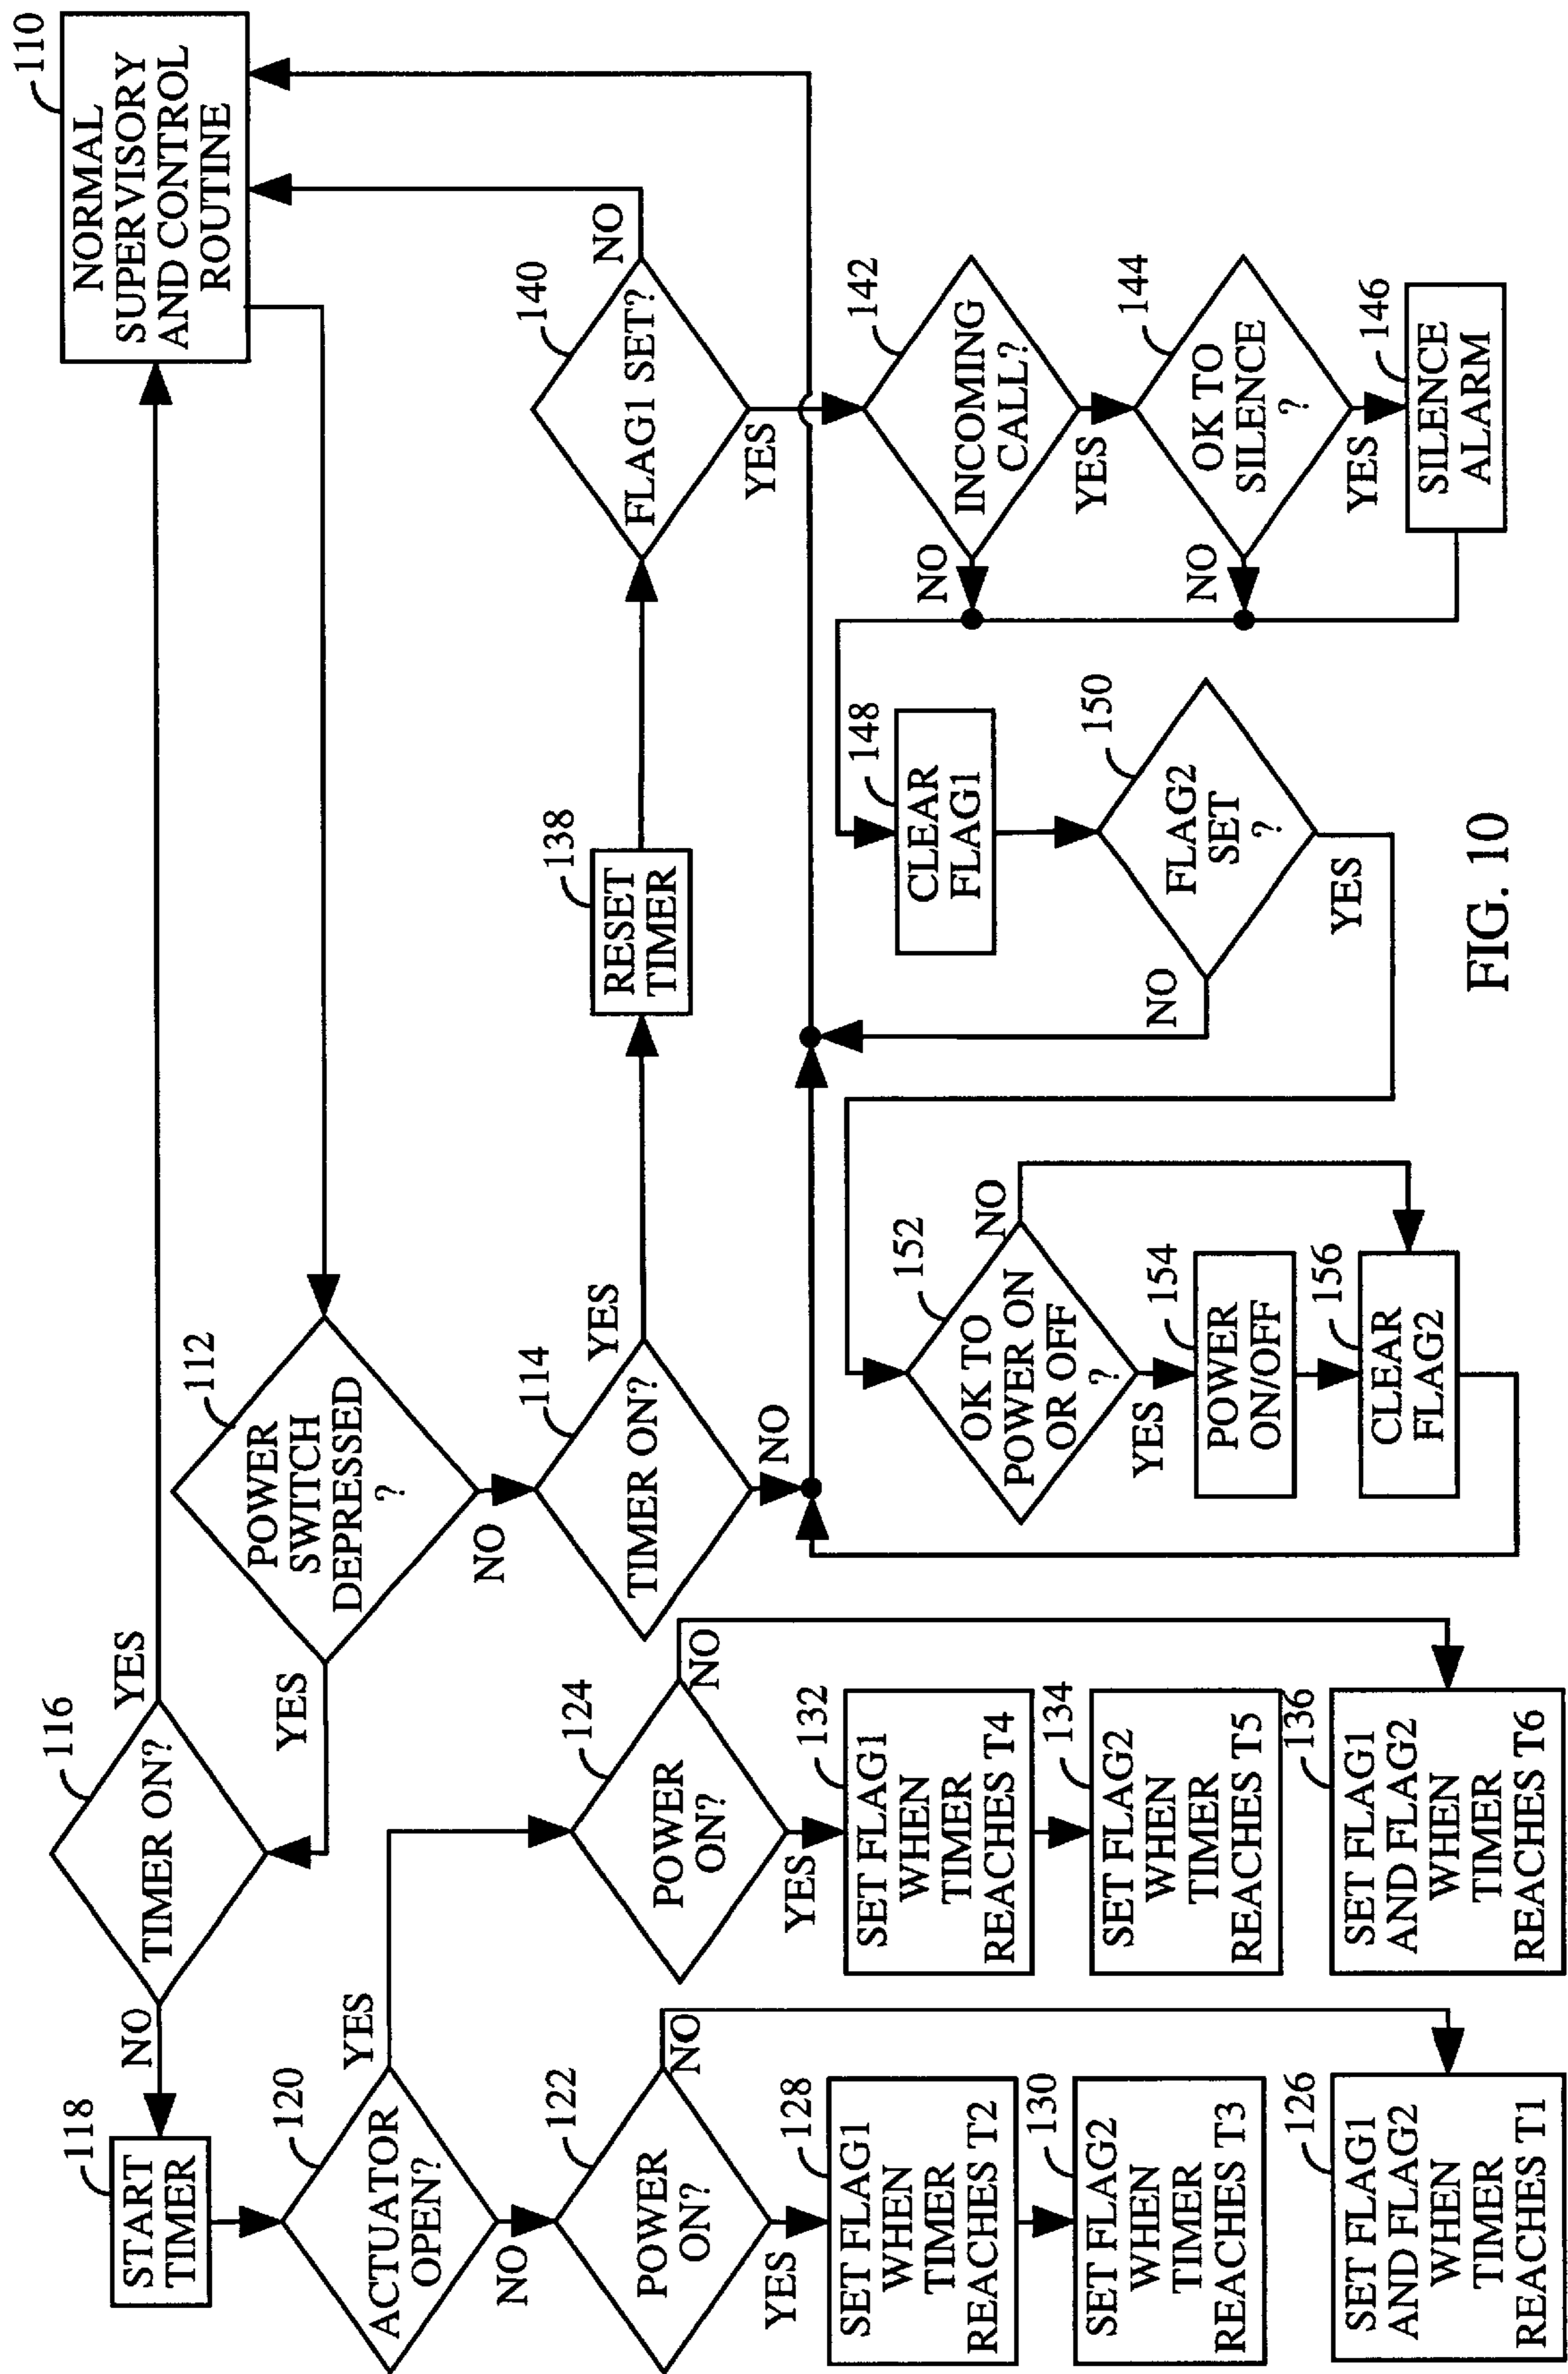 116
TIMER ON?
YES
NO
110
NORMAL
SUPERVISORY
AND CONTROL
ROUTINE
118
START
TIMER
112
POWER
SWITCH
DEPRESSED
?
YES
NO
120
ACTUATOR
OPEN?
YES
NO
114
TIMER ON?
YES
NO
138
RESET
TIMER
140
FLAG1 SET?
NO
YES
122
POWER
ON?
NO
YES
124
POWER
ON?
NO
YES
128
SET FLAG1
WHEN
TIMER
REACHES T2
130
SET FLAG2
WHEN
TIMER
REACHES T3
126
SET FLAG1
AND FLAG2
WHEN
TIMER
REACHES T1
132
SET FLAG1
WHEN
TIMER
REACHES T4
134
SET FLAG2
WHEN
TIMER
REACHES T5
136
SET FLAG1
AND FLAG2
WHEN
TIMER
REACHES T6
142
INCOMING
CALL?
NO
YES
144
OK TO
SILENCE
?
NO
YES
146
SILENCE
ALARM
148
CLEAR
FLAG1
150
FLAG2
SET
?
NO
YES
152
OK TO
POWER ON
OR OFF
?
NO
YES
154
POWER
ON/OFF
156
CLEAR
FLAG2
FIG. 10